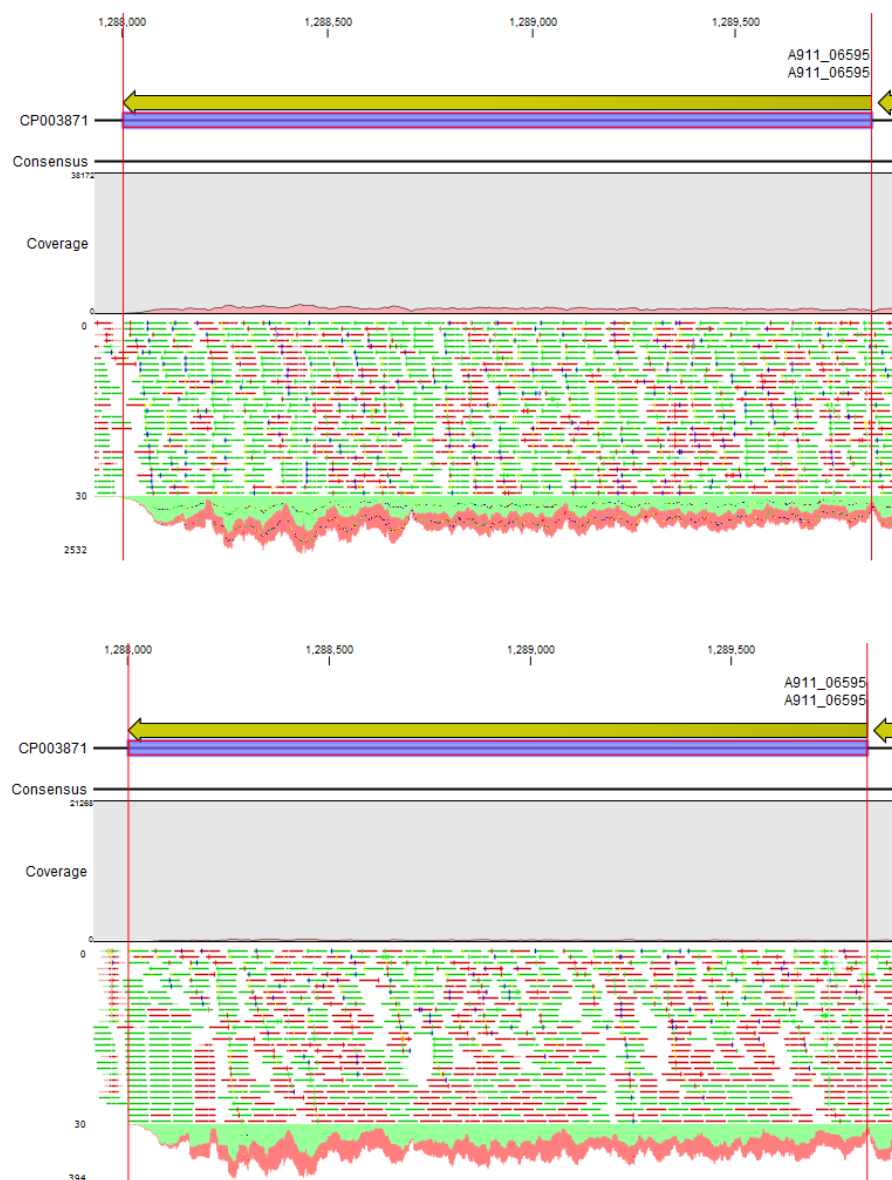 1,288,000 1,288,500 1,289,000 1,289,500
A911_06595
A911_06595
CP003871
Consensus
38172
Coverage
0
0
30
2532
1,288,000 1,288,500 1,289,000 1,289,500
A911_06595
A911_06595
CP003871
Consensus
21268
Coverage
0
0
30
394